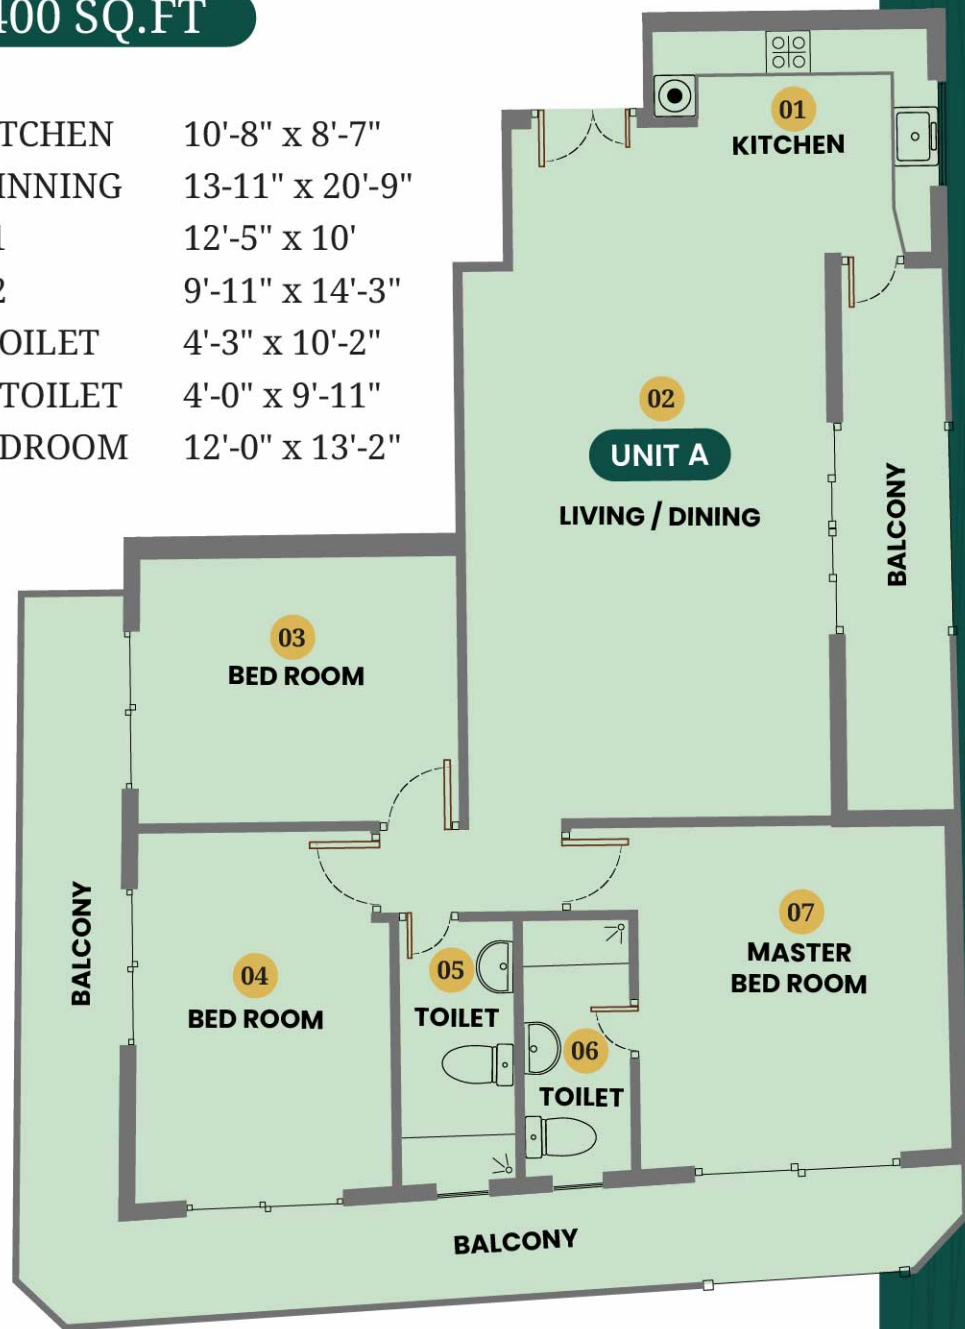 400 SQ.FT
TCHEN 10'-8" x 8'-7"
INNING 13-11" x 20'-9"
1 12'-5" x 10'
2 9'-11" x 14'-3"
OILET 4'-3" x 10'-2"
TOILET 4'-0" x 9'-11"
DROOM 12'-0" x 13'-2"
01
KITCHEN
02
UNIT A
LIVING / DINING
BALCONY
03
BED ROOM
BALCONY
04
BED ROOM
05
TOILET
06
TOILET
07
MASTER
BED ROOM
BALCONY